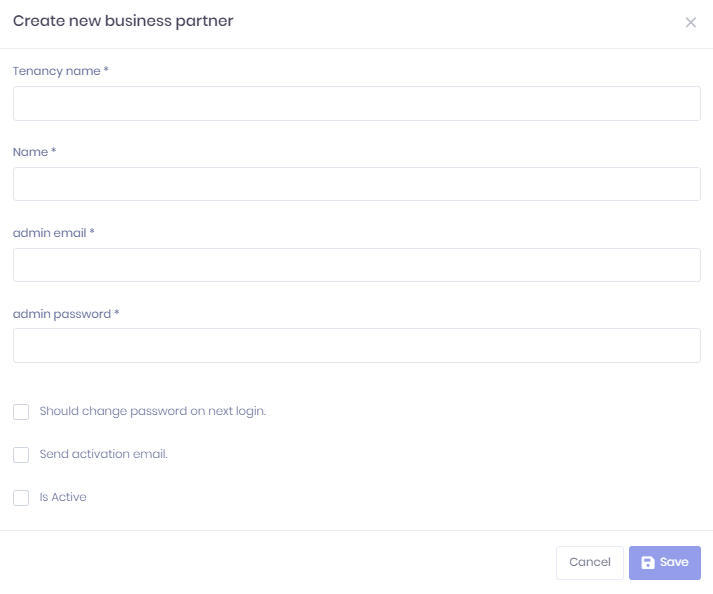 Create new business partner
Tenancy name *
Name *
admin email *
admin password *
Should change password on next login.
Send activation email.
Is Active
Cancel
Save